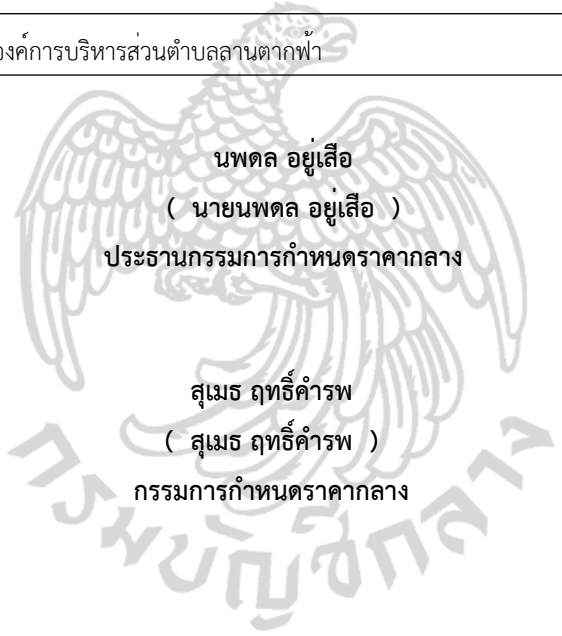 องค์การบริหารส่วนตำบลลานตากฟ้า
นพดล อยู่เสือ
( นายนพดล อยู่เสือ )
ประธานกรรมการกำหนดราคากลาง
สุเมธ ฤทธิ์คำรพ
( สุเมธ ฤทธิ์คำรพ )
กรรมการกำหนดราคากลาง
กรมบัญชีกลาง